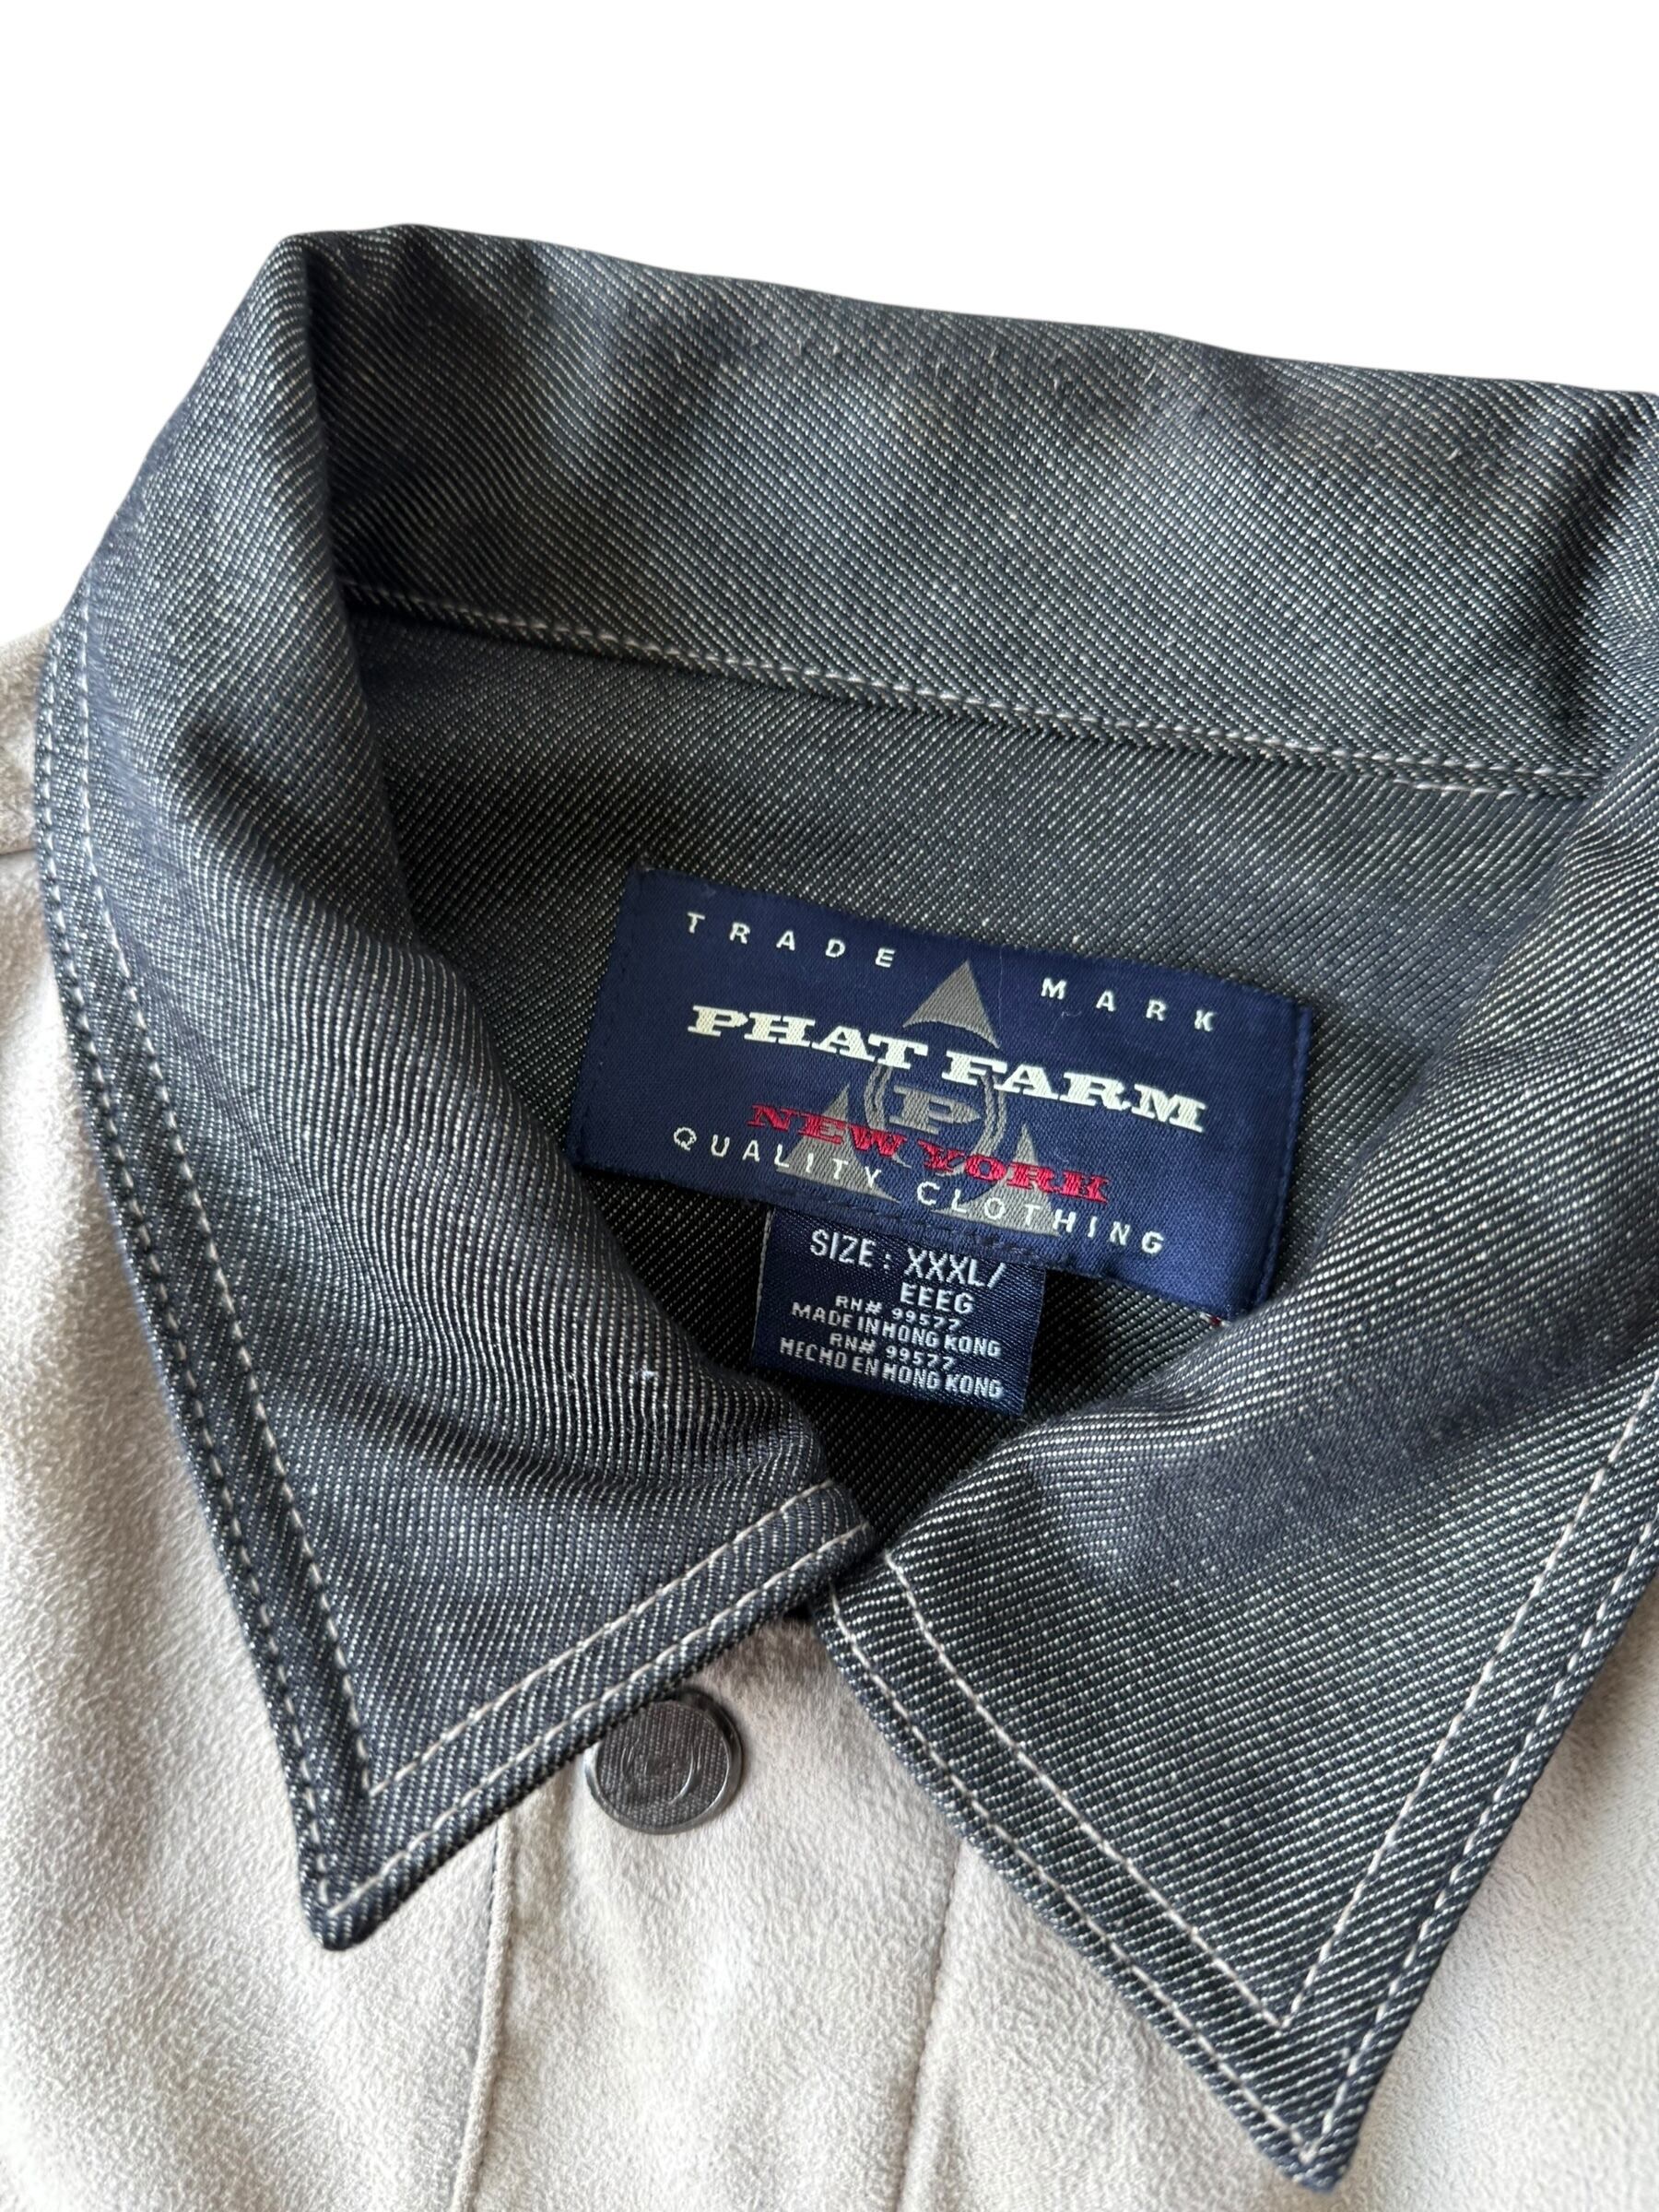 TRADE MARK
PHAT FARM
P
NEW YORK
QUALITY CLOTHING
SIZE: XXXL/
EEEG
RN# 99577
MADE IN HONG KONG
RN# 99577
HECHO EN HONG KONG